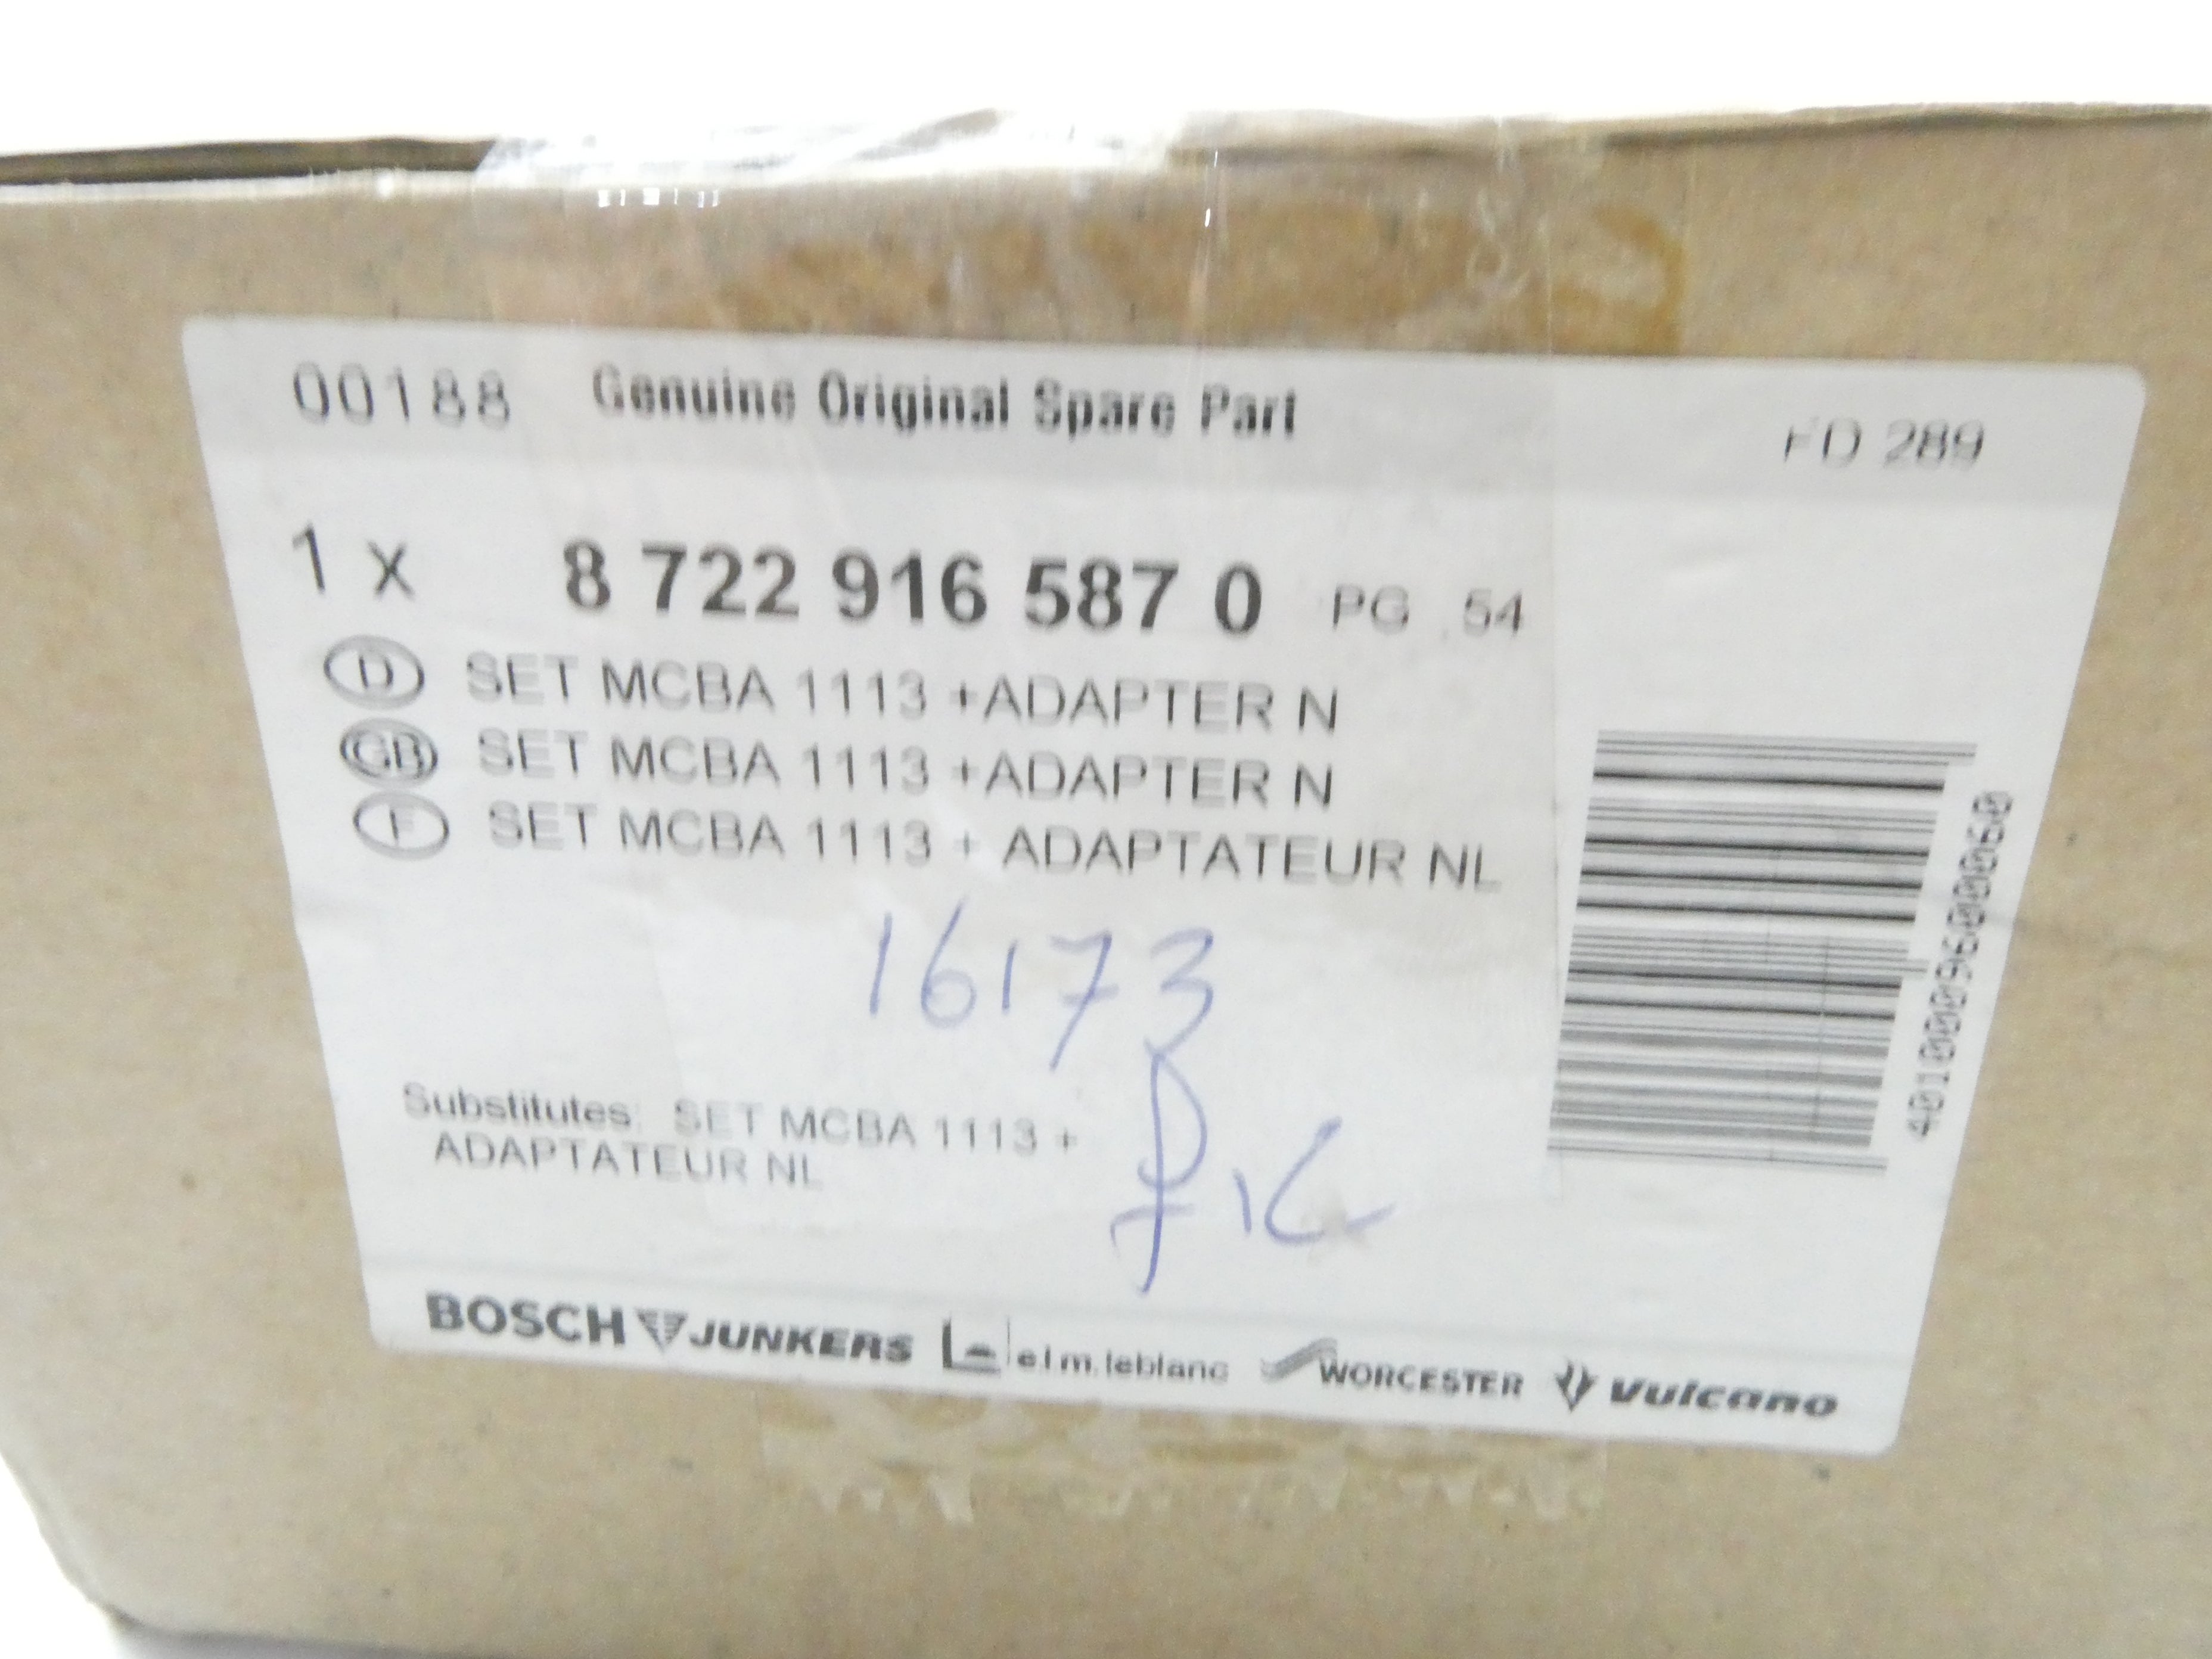 00188 Genuine Original Spare Part FD 289
1 x 8 722 916 587 0 PG 54
D SET MCBA 1113 +ADAPTER N
GB SET MCBA 1113 +ADAPTER N
F SET MCBA 1113 + ADAPTATEUR NL
16173
Substitutes: SET MCBA 1113 +
ADAPTATEUR NL
4010009600060
BOSCH JUNKERS e.l.m. leblanc WORCESTER Vulcano